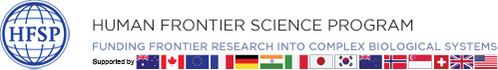 HFSP
HUMAN FRONTIER SCIENCE PROGRAM
FUNDING FRONTIER RESEARCH INTO COMPLEX BIOLOGICAL SYSTEMS
Supported by